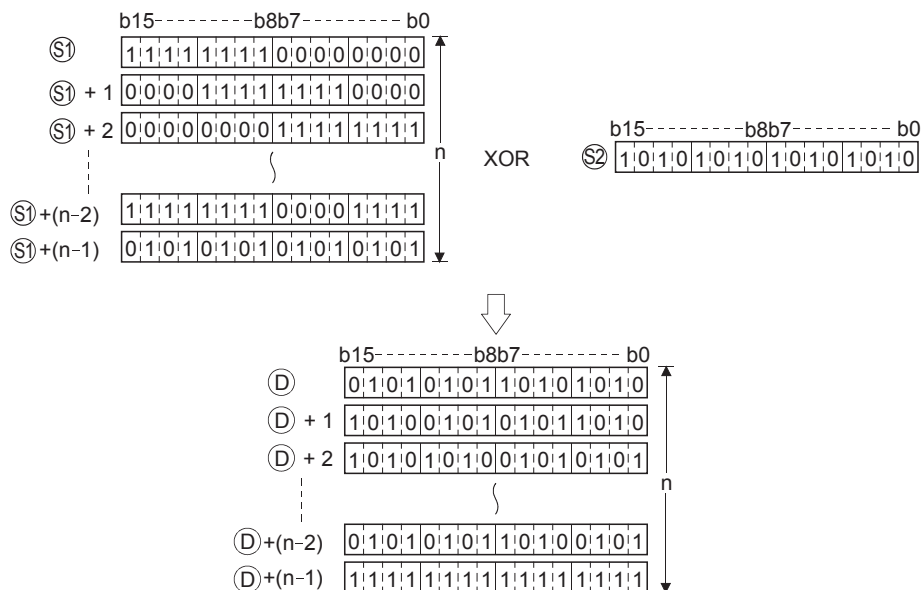 b15 b8b7 b0
S1 1111111100000000
S1 + 1 0000111111110000
S1 + 2 0000000011111111
n
XOR
b15 b8b7 b0
S2 1010101010101010
S1 +(n-2) 1111111100001111
S1 +(n-1) 0101010101010101
b15 b8b7 b0
D 0101010110101010
D + 1 1010010101011010
D + 2 1010101001010101
n
D +(n-2) 0101010110100101
D +(n-1) 1111111111111111